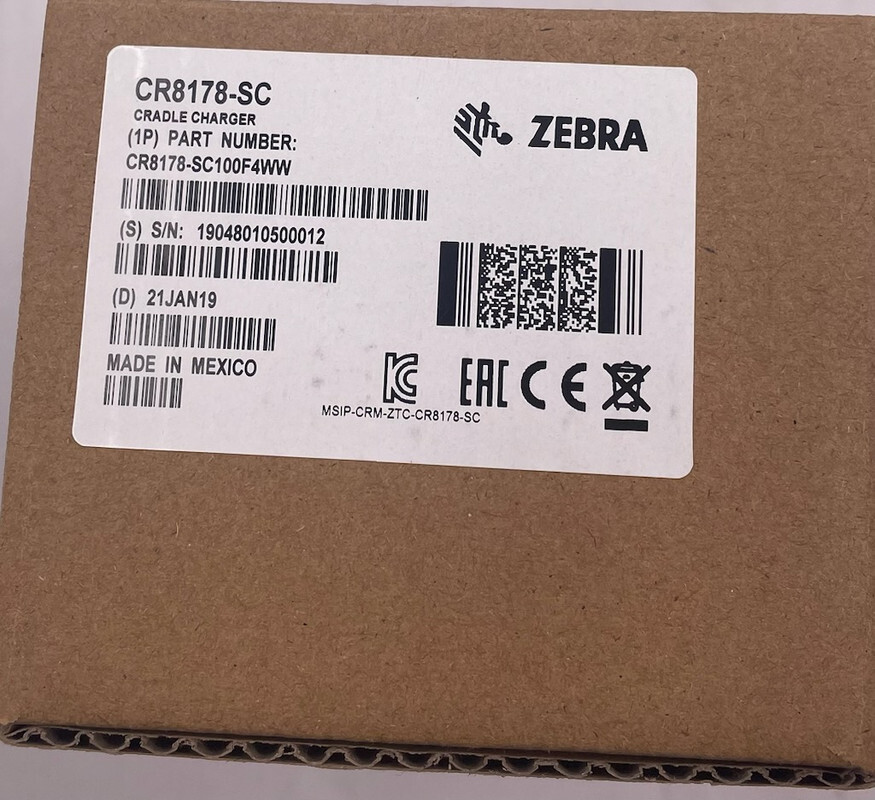 CR8178-SC
CRADLE CHARGER
(1P) PART NUMBER:
CR8178-SC100F4WW
(S) S/N: 19048010500012
(D) 21JAN19
MADE IN MEXICO
ZEBRA
EAC CE
MSIP-CRM-ZTC-CR8178-SC